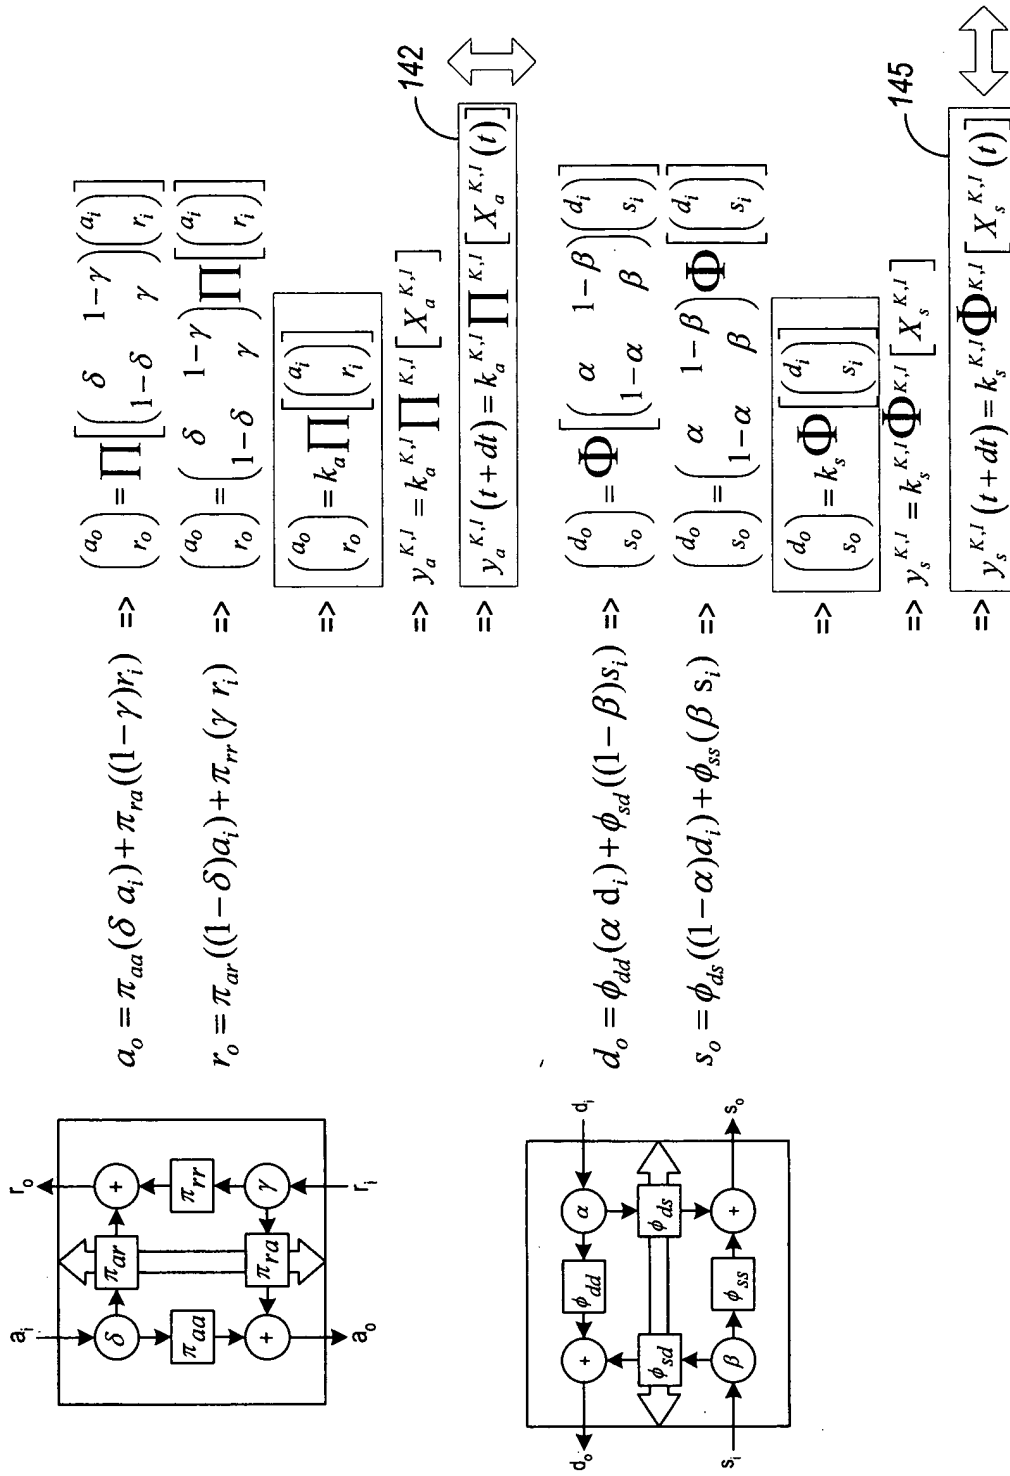 a_i
r_o
δ
π_ar
+
π_aa
π_rr
+
π_ra
γ
a_o
r_i
a_o = π_aa(δ a_i) + π_ra((1−γ)r_i) =>
r_o = π_ar((1−δ)a_i) + π_rr(γ r_i) =>
(a_o r_o) = Π[(δ 1−γ 1−δ γ)(a_i r_i)]
(a_o r_o) = (δ 1−γ 1−δ γ)Π[(a_i r_i)]
=> (a_o r_o) = k_a Π[(a_i r_i)]
=> y_a^{K,I} = k_a^{K,I} Π^{K,I} [X_a^{K,I}]
=> y_a^{K,I}(t+dt) = k_a^{K,I} Π^{K,I} [X_a^{K,I}(t)]
142
d_o
d_i
+
φ_dd
α
φ_sd
φ_ds
β
φ_ss
+
s_i
s_o
d_o = φ_dd(α d_i) + φ_sd((1−β)s_i) =>
s_o = φ_ds((1−α)d_i) + φ_ss(β s_i) =>
(d_o s_o) = Φ[(α 1−β 1−α β)(d_i s_i)]
(d_o s_o) = (α 1−β 1−α β)Φ[(d_i s_i)]
=> (d_o s_o) = k_s Φ[(d_i s_i)]
=> y_s^{K,I} = k_s^{K,I} Φ^{K,I} [X_s^{K,I}]
=> y_s^{K,I}(t+dt) = k_s^{K,I} Φ^{K,I} [X_s^{K,I}(t)]
145